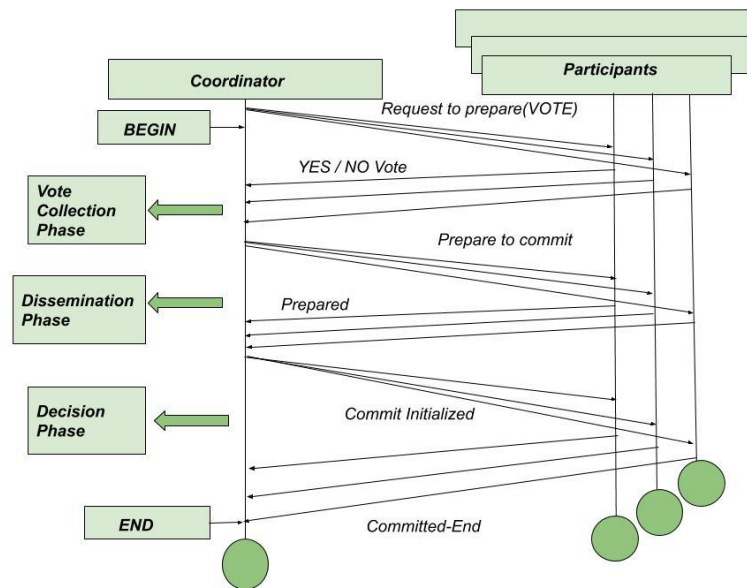 Coordinator
Participants
Request to prepare(VOTE)
BEGIN
YES / NO Vote
Vote
Collection
Phase
Prepare to commit
Dissemination
Phase
Prepared
Decision
Phase
Commit Initialized
END
Committed-End